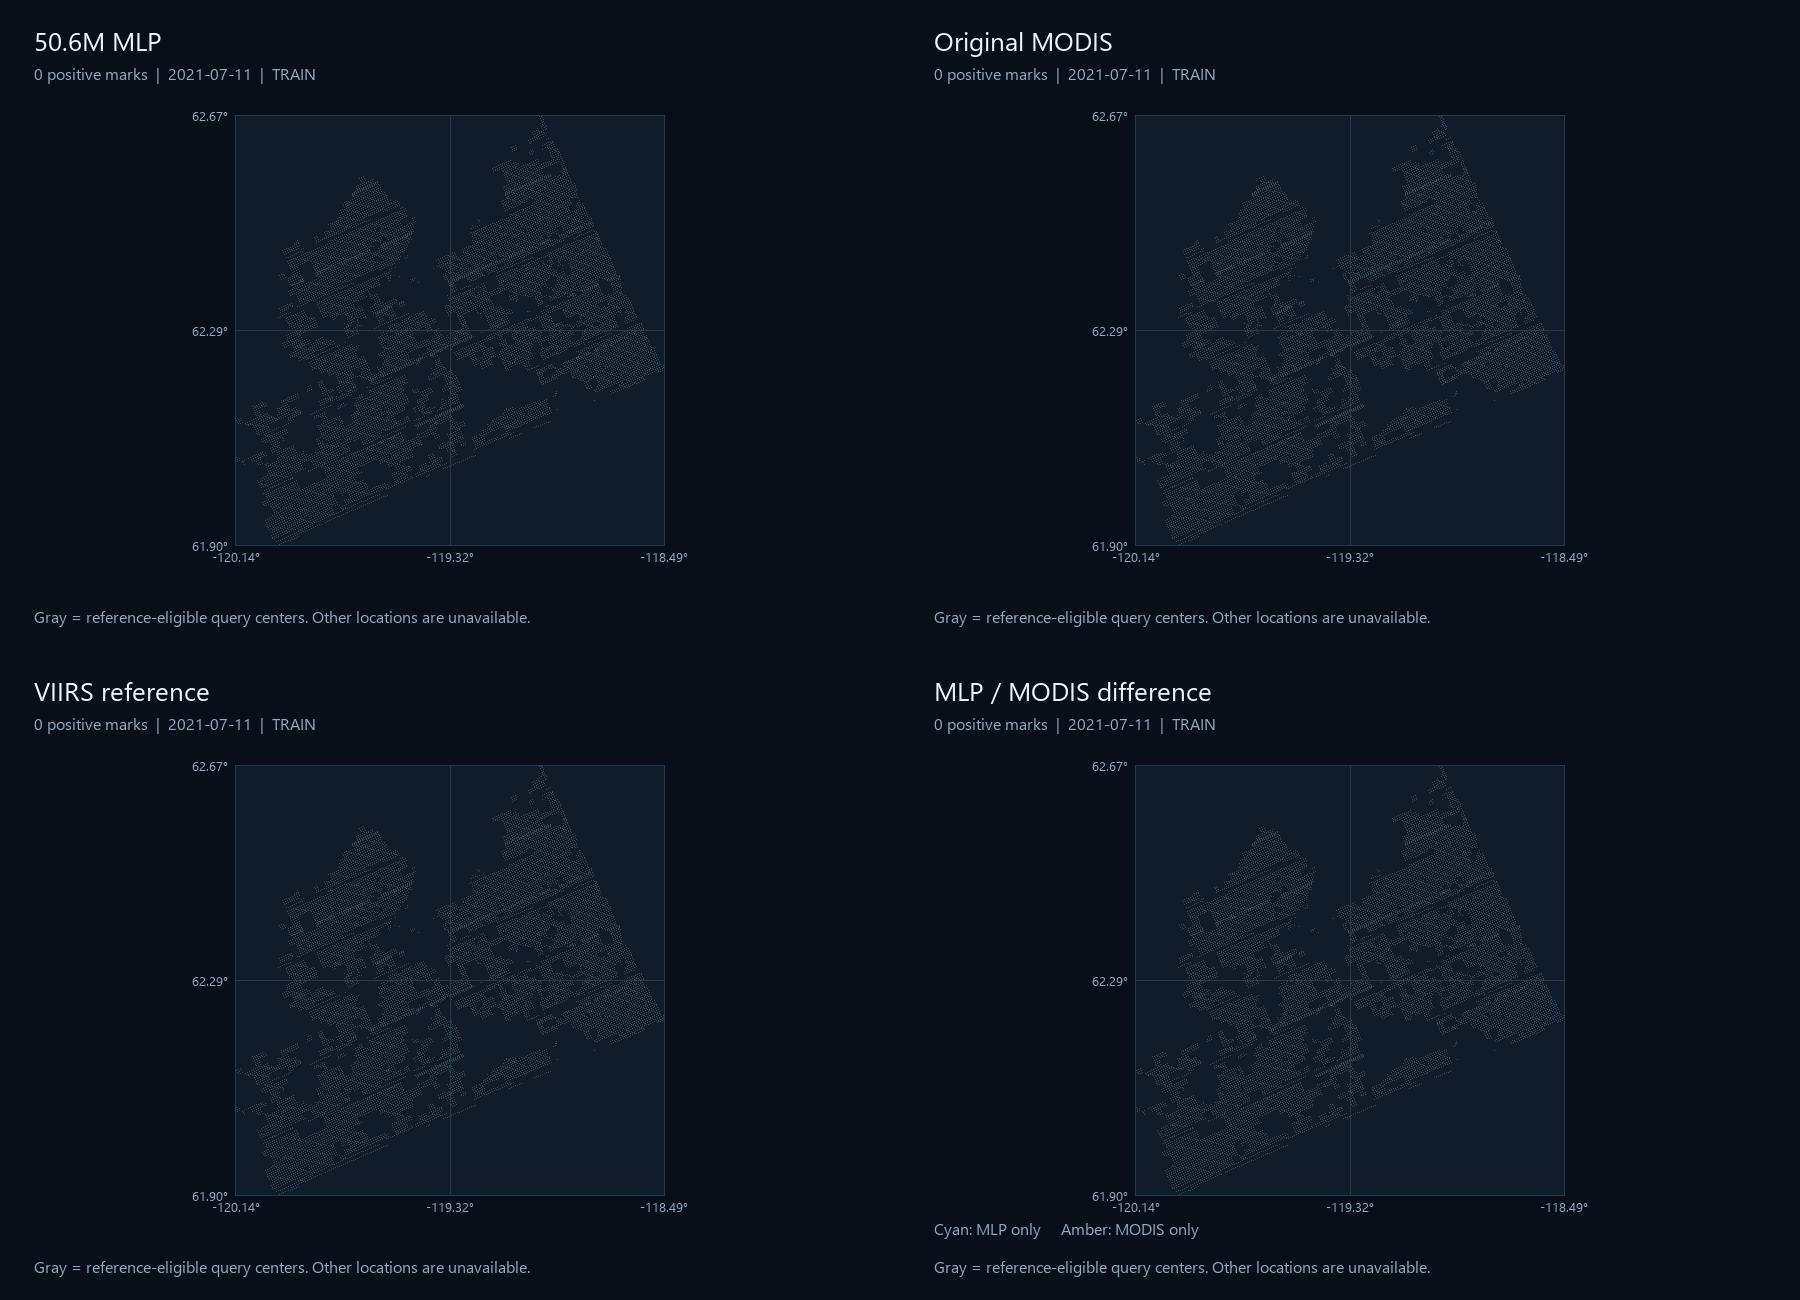 50.6M MLP
0 positive marks | 2021-07-11 | TRAIN
62.67°
62.29°
61.90°
-120.14°
-119.32°
-118.49°
Gray = reference-eligible query centers. Other locations are unavailable.
Original MODIS
0 positive marks | 2021-07-11 | TRAIN
62.67°
62.29°
61.90°
-120.14°
-119.32°
-118.49°
Gray = reference-eligible query centers. Other locations are unavailable.
VIIRS reference
0 positive marks | 2021-07-11 | TRAIN
62.67°
62.29°
61.90°
-120.14°
-119.32°
-118.49°
Gray = reference-eligible query centers. Other locations are unavailable.
MLP / MODIS difference
0 positive marks | 2021-07-11 | TRAIN
62.67°
62.29°
61.90°
-120.14°
-119.32°
-118.49°
Cyan: MLP only Amber: MODIS only
Gray = reference-eligible query centers. Other locations are unavailable.